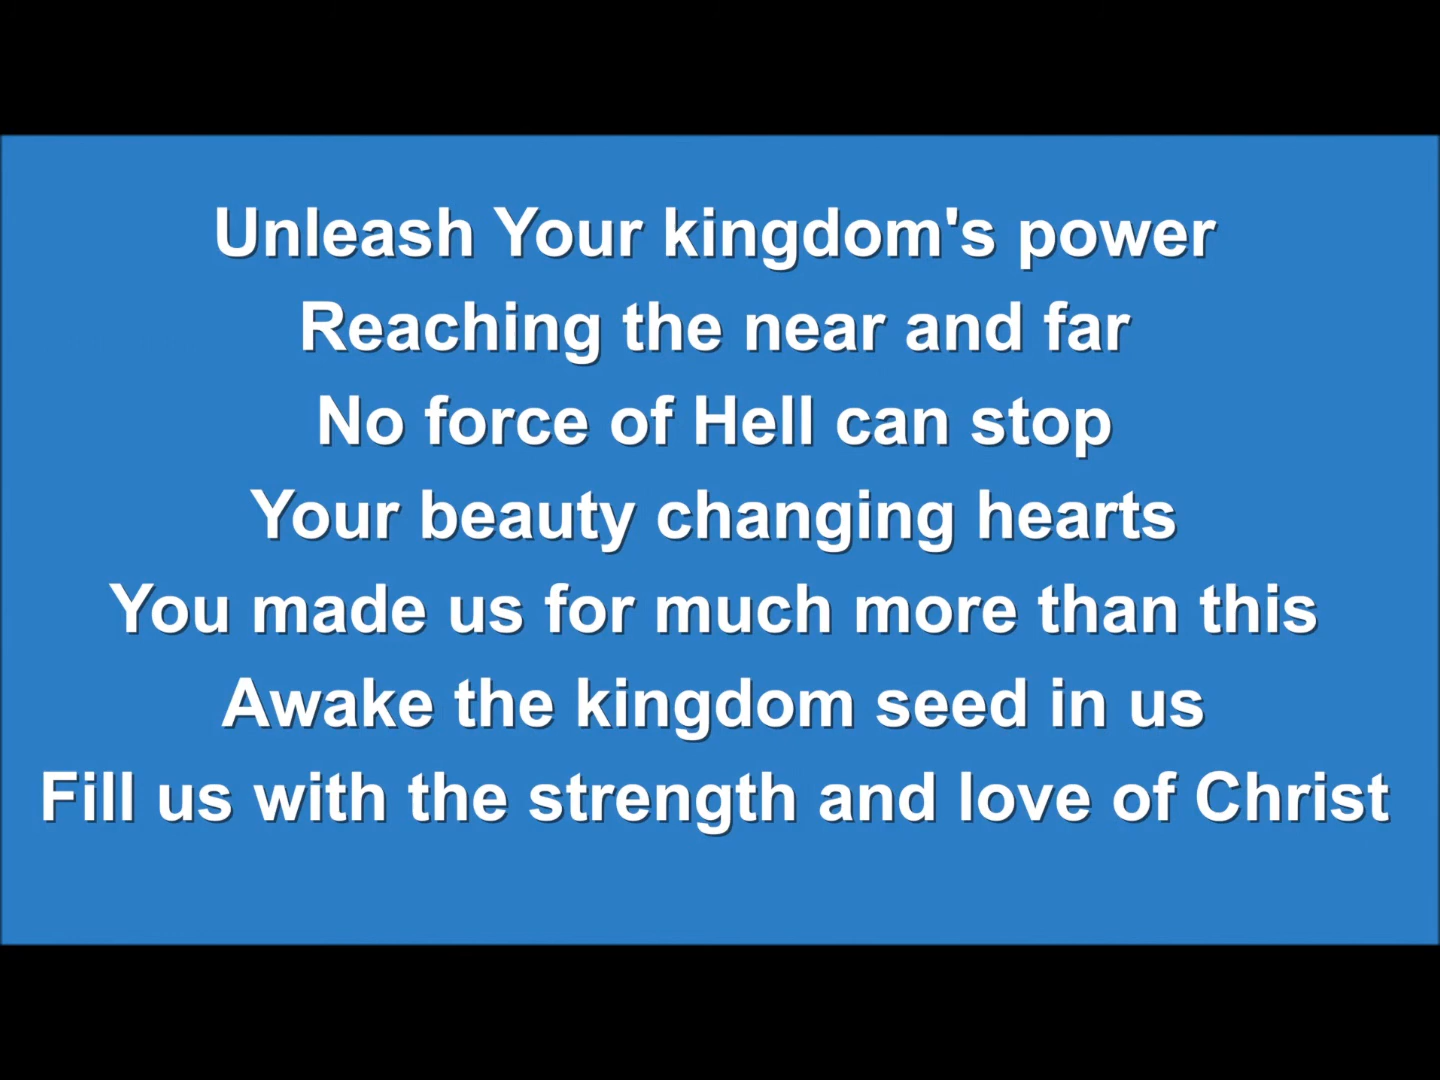 Unleash Your kingdom's power
Reaching the near and far
No force of Hell can stop
Your beauty changing hearts
You made us for much more than this
Awake the kingdom seed in us
Fill us with the strength and love of Christ